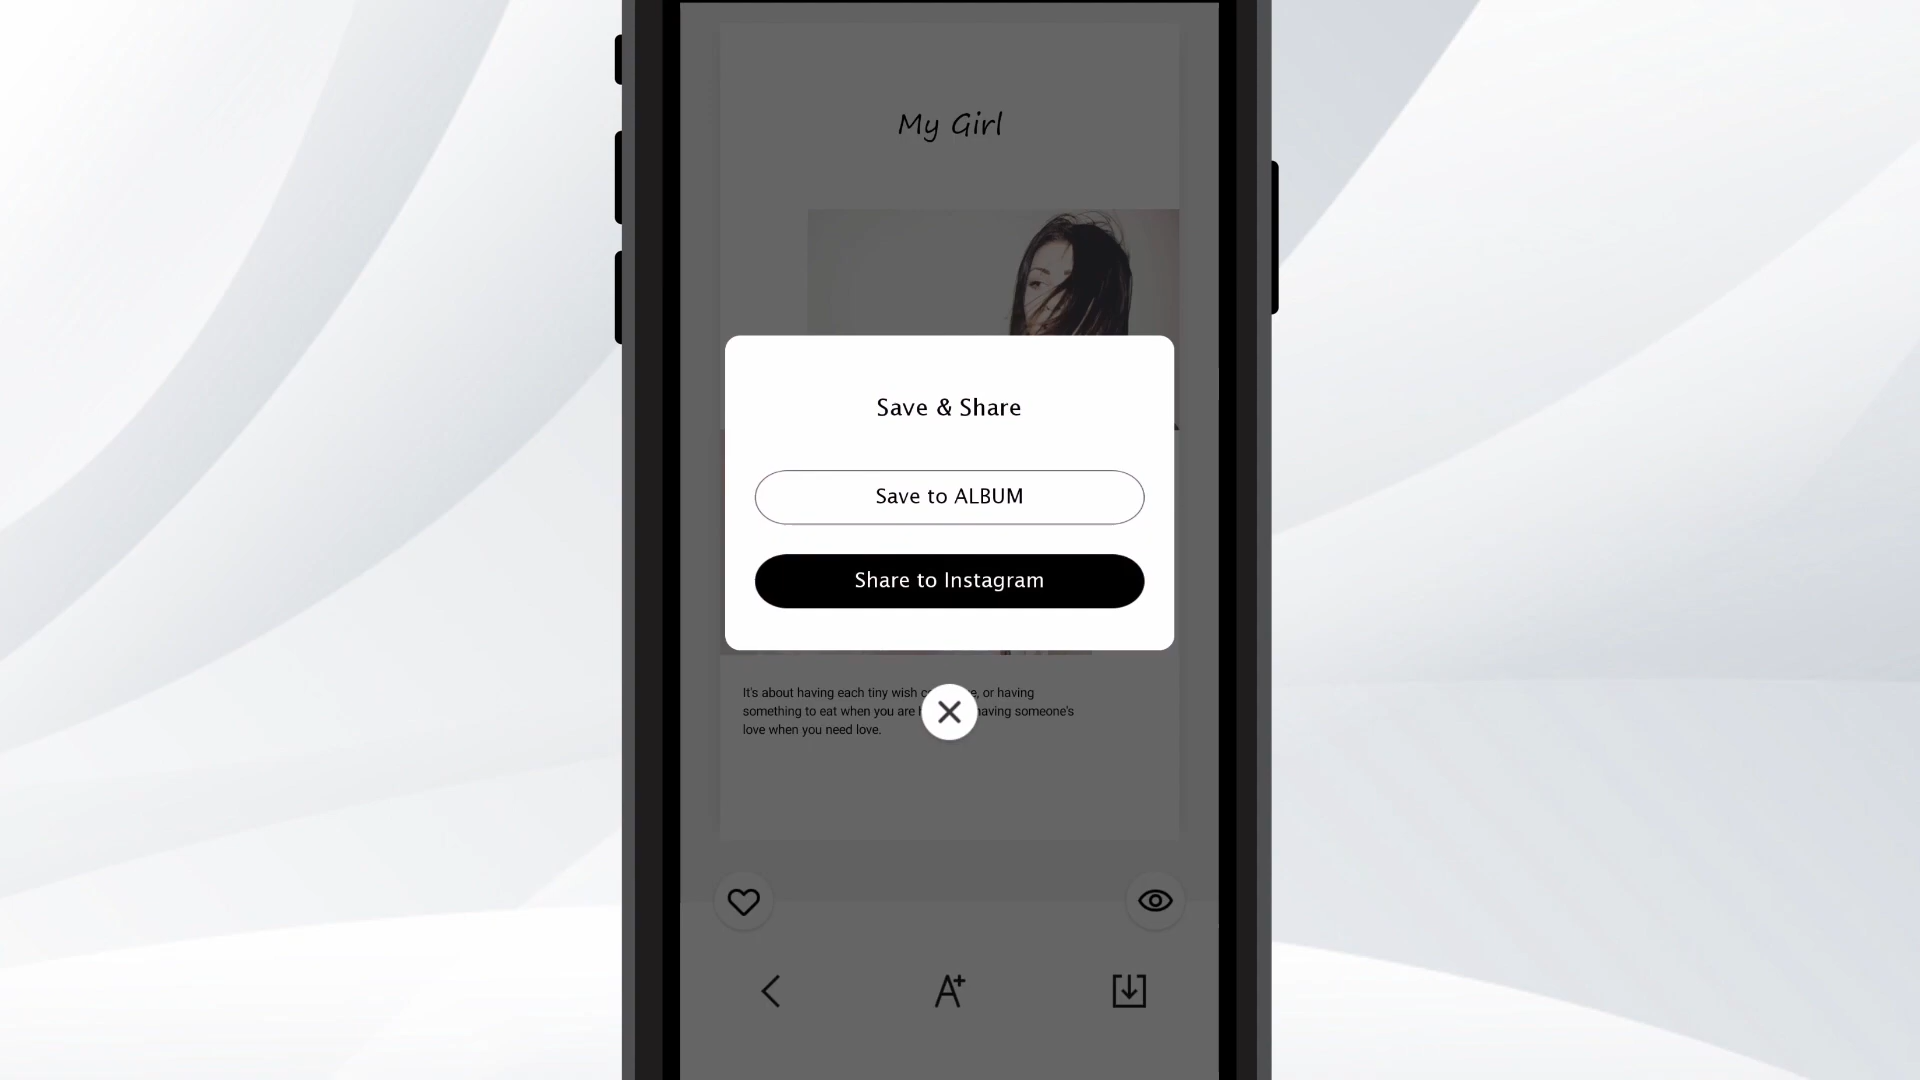 My Girl
Save & Share
Save to ALBUM
Share to Instagram
It's about having each tiny wish c e, or having
something to eat when you are h having someone's
love when you need love.
A+